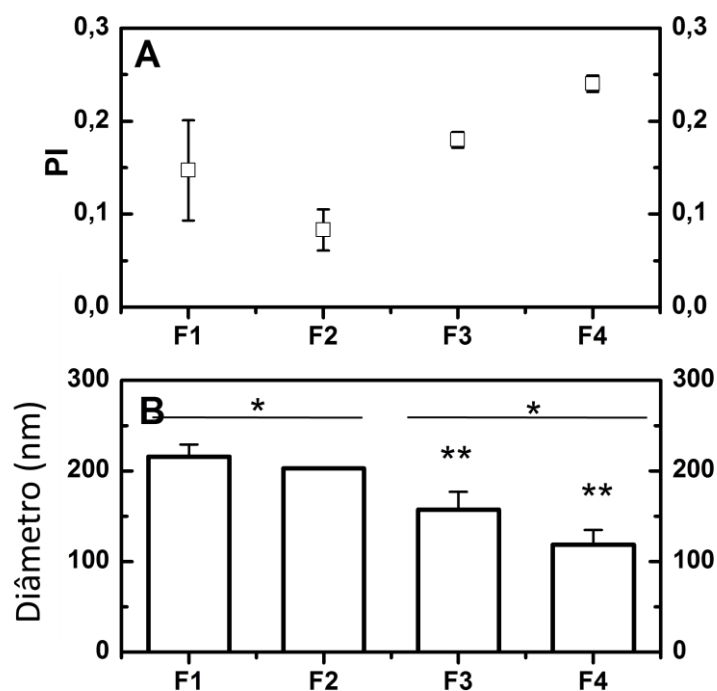 0,3 0,3
A
0,2 0,2
PI
0,1 0,1
0,0 0,0
F1 F2 F3 F4
300 300
B * *
** **
200 200
Diâmetro (nm)
100 100
0 0
F1 F2 F3 F4